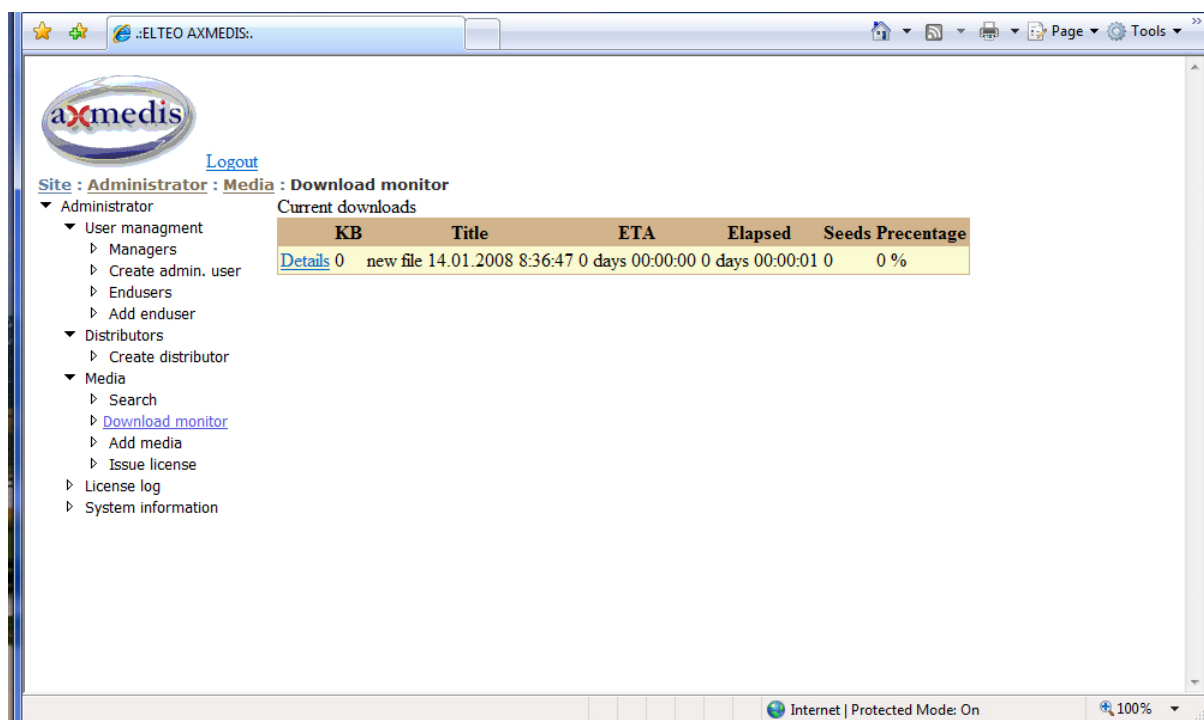 .:ELTEO AXMEDIS:.
Page Tools »
axmedis
Logout
Site : Administrator : Media : Download monitor
Administrator
User managment
Managers
Create admin. user
Endusers
Add enduser
Distributors
Create distributor
Media
Search
Download monitor
Add media
Issue license
License log
System information
Current downloads
KB Title ETA Elapsed Seeds Precentage
Details 0 new file 14.01.2008 8:36:47 0 days 00:00:00 0 days 00:00:01 0 0 %
Internet | Protected Mode: On 100%